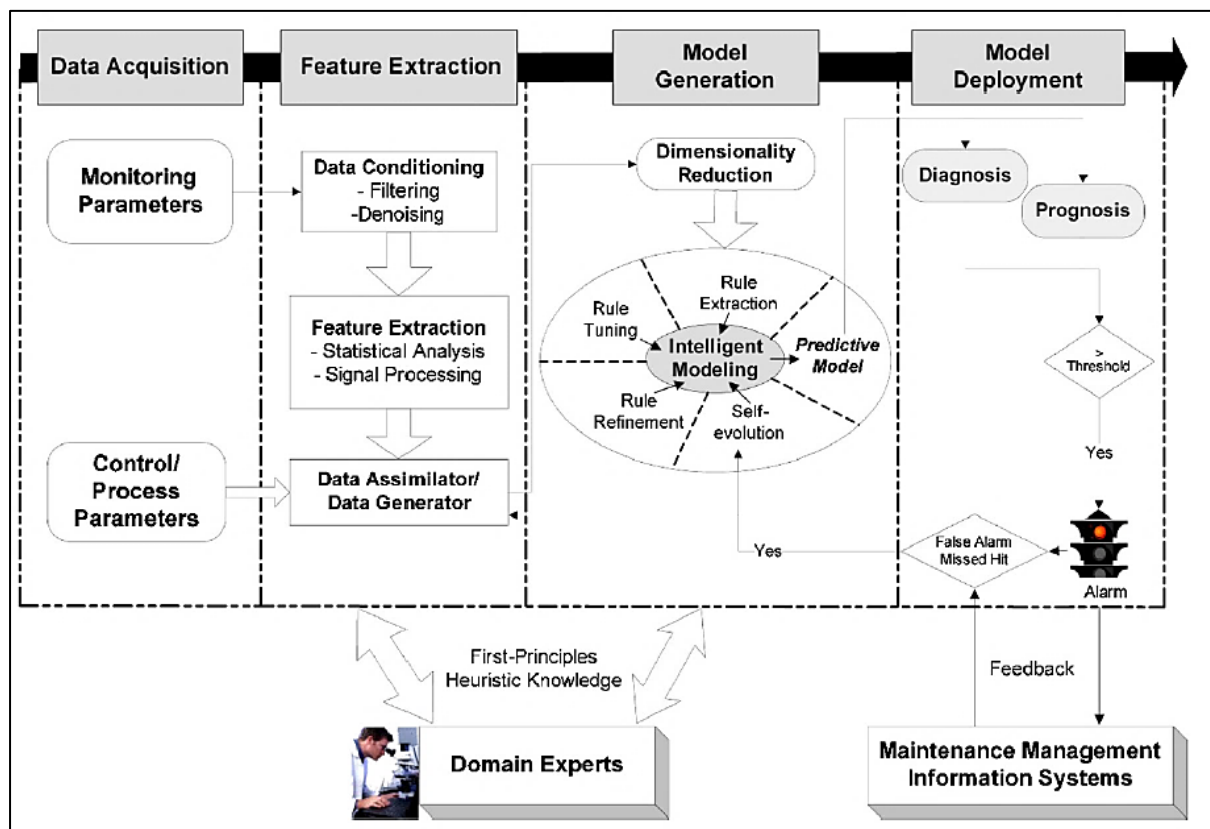 Data Acquisition
Feature Extraction
Model
Generation
Model
Deployment
Monitoring
Parameters
Control/
Process
Parameters
Data Conditioning
- Filtering
-Denoising
Feature Extraction
- Statistical Analysis
- Signal Processing
Data Assimilator/
Data Generator
Dimensionality
Reduction
Rule
Extraction
Rule
Tuning
Intelligent
Modeling
Predictive
Model
Rule
Refinement
Self-
evolution
Yes
Diagnosis
Prognosis
>
Threshold
Yes
False Alarm
Missed Hit
Alarm
First-Principles
Heuristic Knowledge
Feedback
Domain Experts
Maintenance Management
Information Systems